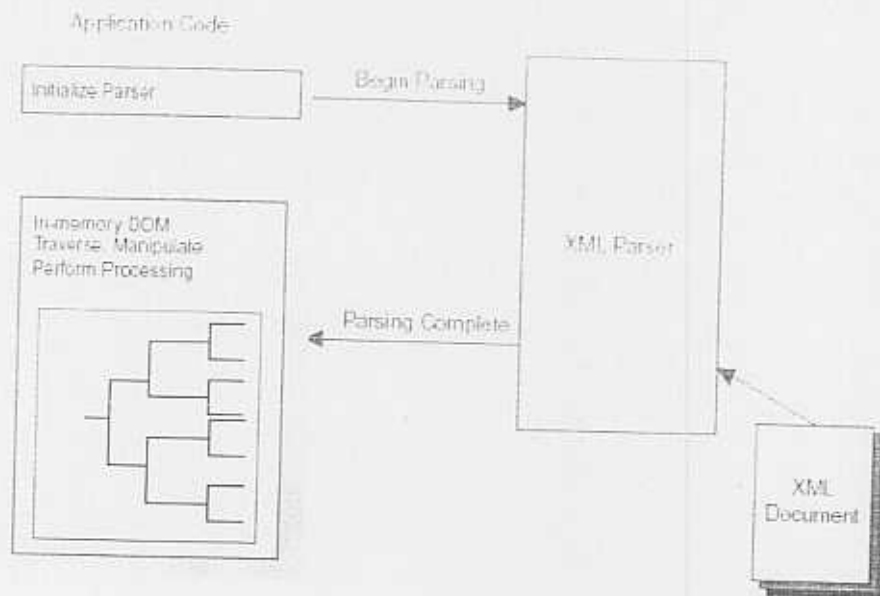 Application Code
Initialize Parser
Begin Parsing
In-memory DOM
Traverse, Manipulate
Perform Processing
XML Parser
Parsing Complete
XML
Document